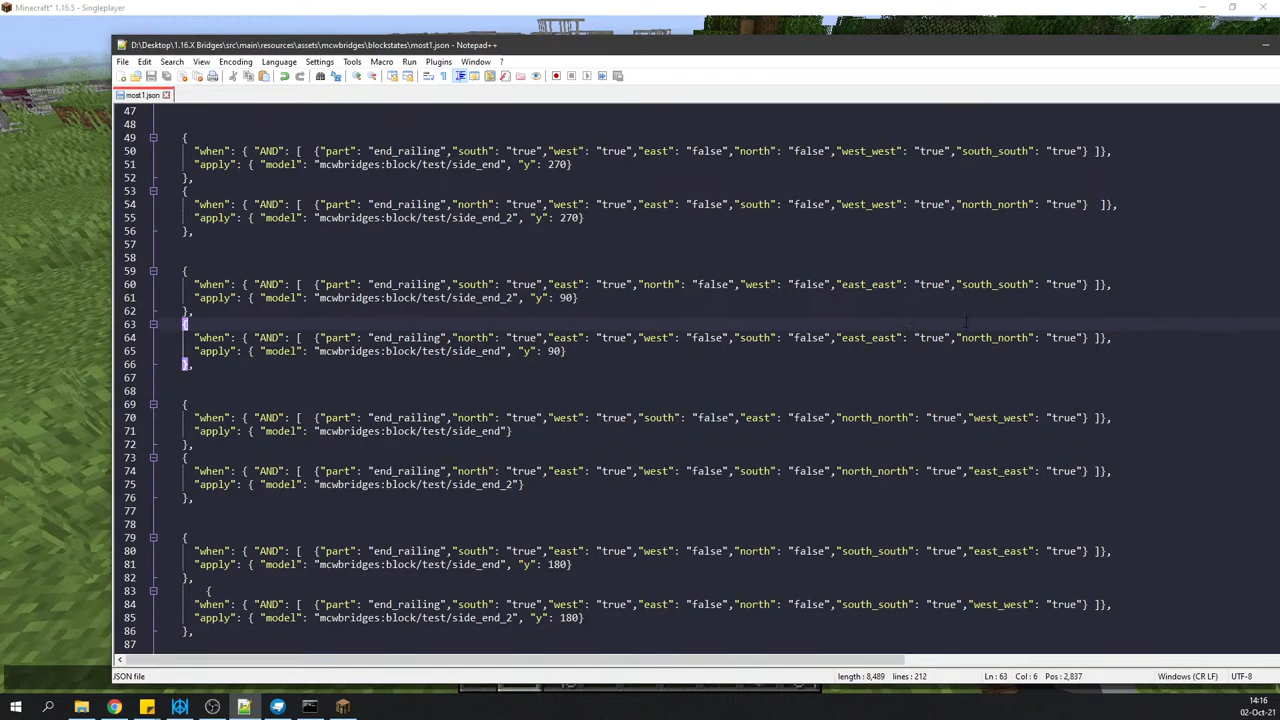 Minecraft* 1.16.5 - Singleplayer
D:\Desktop\1.16.X Bridges\src\main\resources\assets\mcwbridges\blockstates\most1.json - Notepad++
File Edit Search View Encoding Language Settings Tools Macro Run Plugins Window ?
most1.json
47
48
49 {
50 "when": { "AND": [ {"part": "end_railing","south": "true","west": "true","east": "false","north": "false","west_west": "true","south_south": "true"} ]},
51 "apply": { "model": "mcwbridges:block/test/side_end", "y": 270}
52 },
53 {
54 "when": { "AND": [ {"part": "end_railing","north": "true","west": "true","east": "false","south": "false","west_west": "true","north_north": "true"} ]},
55 "apply": { "model": "mcwbridges:block/test/side_end_2", "y": 270}
56 },
57
58
59 {
60 "when": { "AND": [ {"part": "end_railing","south": "true","east": "true","north": "false","west": "false","east_east": "true","south_south": "true"} ]},
61 "apply": { "model": "mcwbridges:block/test/side_end_2", "y": 90}
62 },
63 {
64 "when": { "AND": [ {"part": "end_railing","north": "true","east": "true","west": "false","south": "false","east_east": "true","north_north": "true"} ]},
65 "apply": { "model": "mcwbridges:block/test/side_end", "y": 90}
66 },
67
68
69 {
70 "when": { "AND": [ {"part": "end_railing","north": "true","west": "true","south": "false","east": "false","north_north": "true","west_west": "true"} ]},
71 "apply": { "model": "mcwbridges:block/test/side_end"}
72 },
73 {
74 "when": { "AND": [ {"part": "end_railing","north": "true","east": "true","west": "false","south": "false","north_north": "true","east_east": "true"} ]},
75 "apply": { "model": "mcwbridges:block/test/side_end_2"}
76 },
77
78
79 {
80 "when": { "AND": [ {"part": "end_railing","south": "true","east": "true","west": "false","north": "false","south_south": "true","east_east": "true"} ]},
81 "apply": { "model": "mcwbridges:block/test/side_end", "y": 180}
82 },
83 {
84 "when": { "AND": [ {"part": "end_railing","south": "true","west": "true","east": "false","north": "false","south_south": "true","west_west": "true"} ]},
85 "apply": { "model": "mcwbridges:block/test/side_end_2", "y": 180}
86 },
87
JSON file length : 8,489 lines : 212 Ln : 63 Col : 6 Pos : 2,837 Windows (CR LF) UTF-8
14:16
02-Oct-21